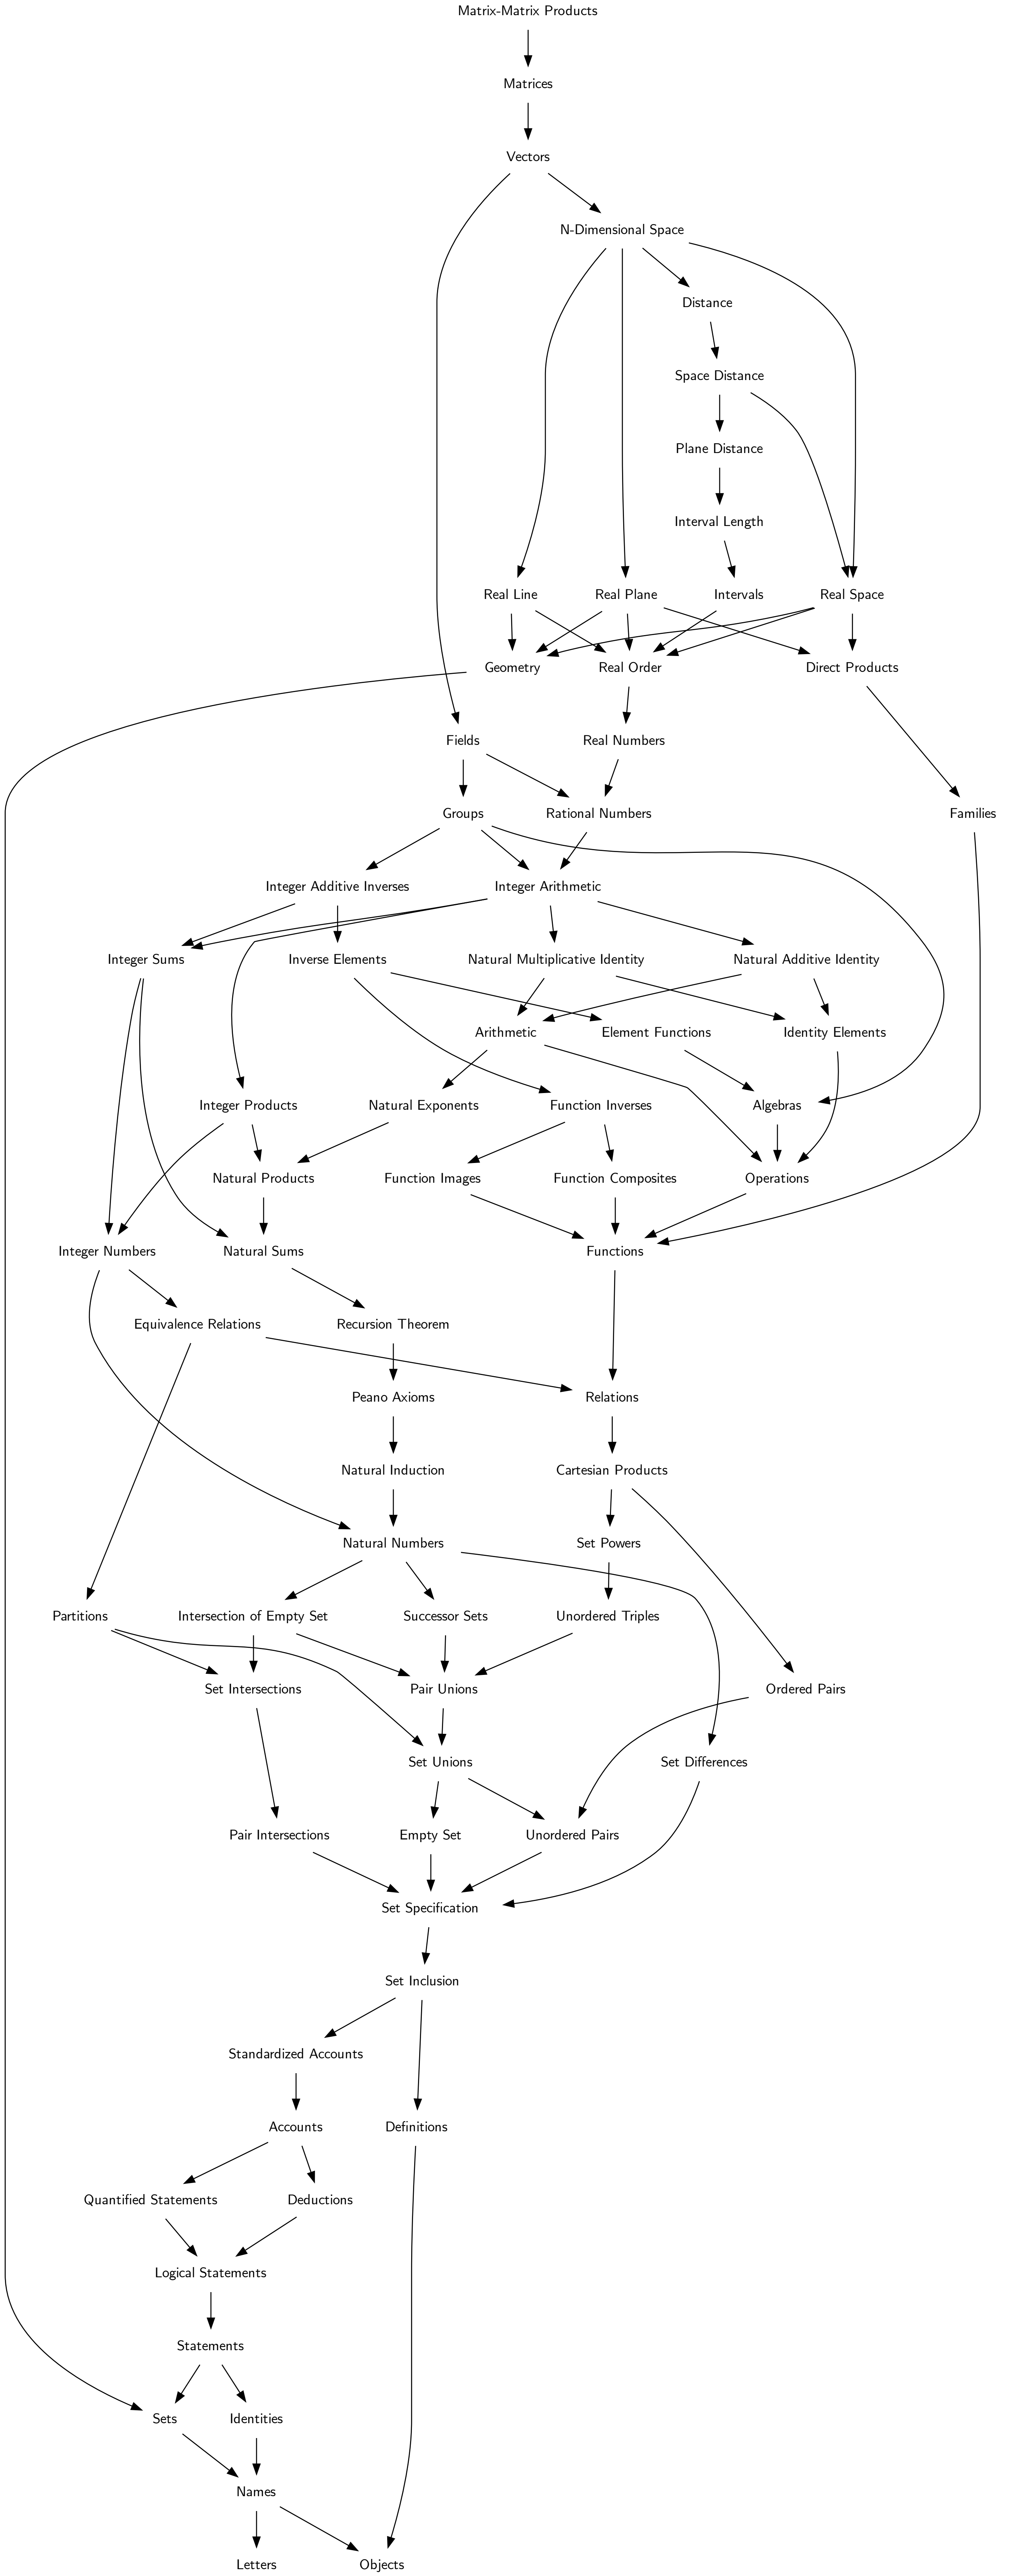 Matrix-Matrix Products
Matrices
Vectors
N-Dimensional Space
Distance
Space Distance
Plane Distance
Interval Length
Real Line
Real Plane
Intervals
Real Space
Geometry
Real Order
Direct Products
Fields
Real Numbers
Groups
Rational Numbers
Families
Integer Additive Inverses
Integer Arithmetic
Integer Sums
Inverse Elements
Natural Multiplicative Identity
Natural Additive Identity
Arithmetic
Element Functions
Identity Elements
Integer Products
Natural Exponents
Function Inverses
Algebras
Natural Products
Function Images
Function Composites
Operations
Integer Numbers
Natural Sums
Functions
Equivalence Relations
Recursion Theorem
Peano Axioms
Relations
Natural Induction
Cartesian Products
Natural Numbers
Set Powers
Partitions
Intersection of Empty Set
Successor Sets
Unordered Triples
Set Intersections
Pair Unions
Ordered Pairs
Set Unions
Set Differences
Pair Intersections
Empty Set
Unordered Pairs
Set Specification
Set Inclusion
Standardized Accounts
Accounts
Definitions
Quantified Statements
Deductions
Logical Statements
Statements
Sets
Identities
Names
Letters
Objects